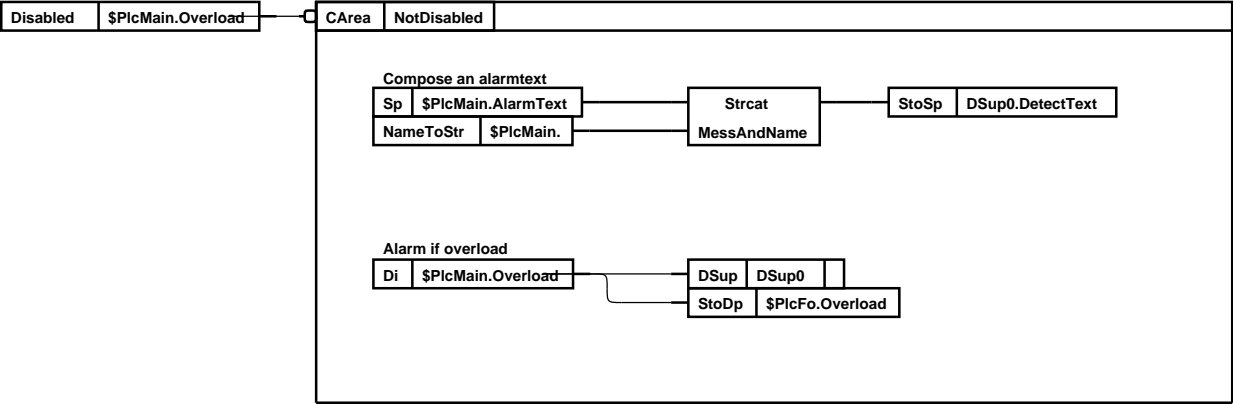 Disabled $PlcMain.Overload CArea NotDisabled
Compose an alarmtext
Sp $PlcMain.AlarmText Strcat StoSp DSup0.DetectText
NameToStr $PlcMain. MessAndName
Alarm if overload
Di $PlcMain.Overload DSup DSup0
StoDp $PlcFo.Overload